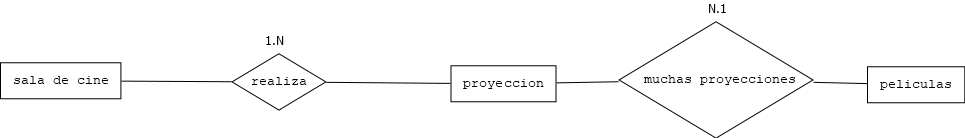 N.1
1.N
sala de cine
realiza
proyeccion
muchas proyecciones
peliculas